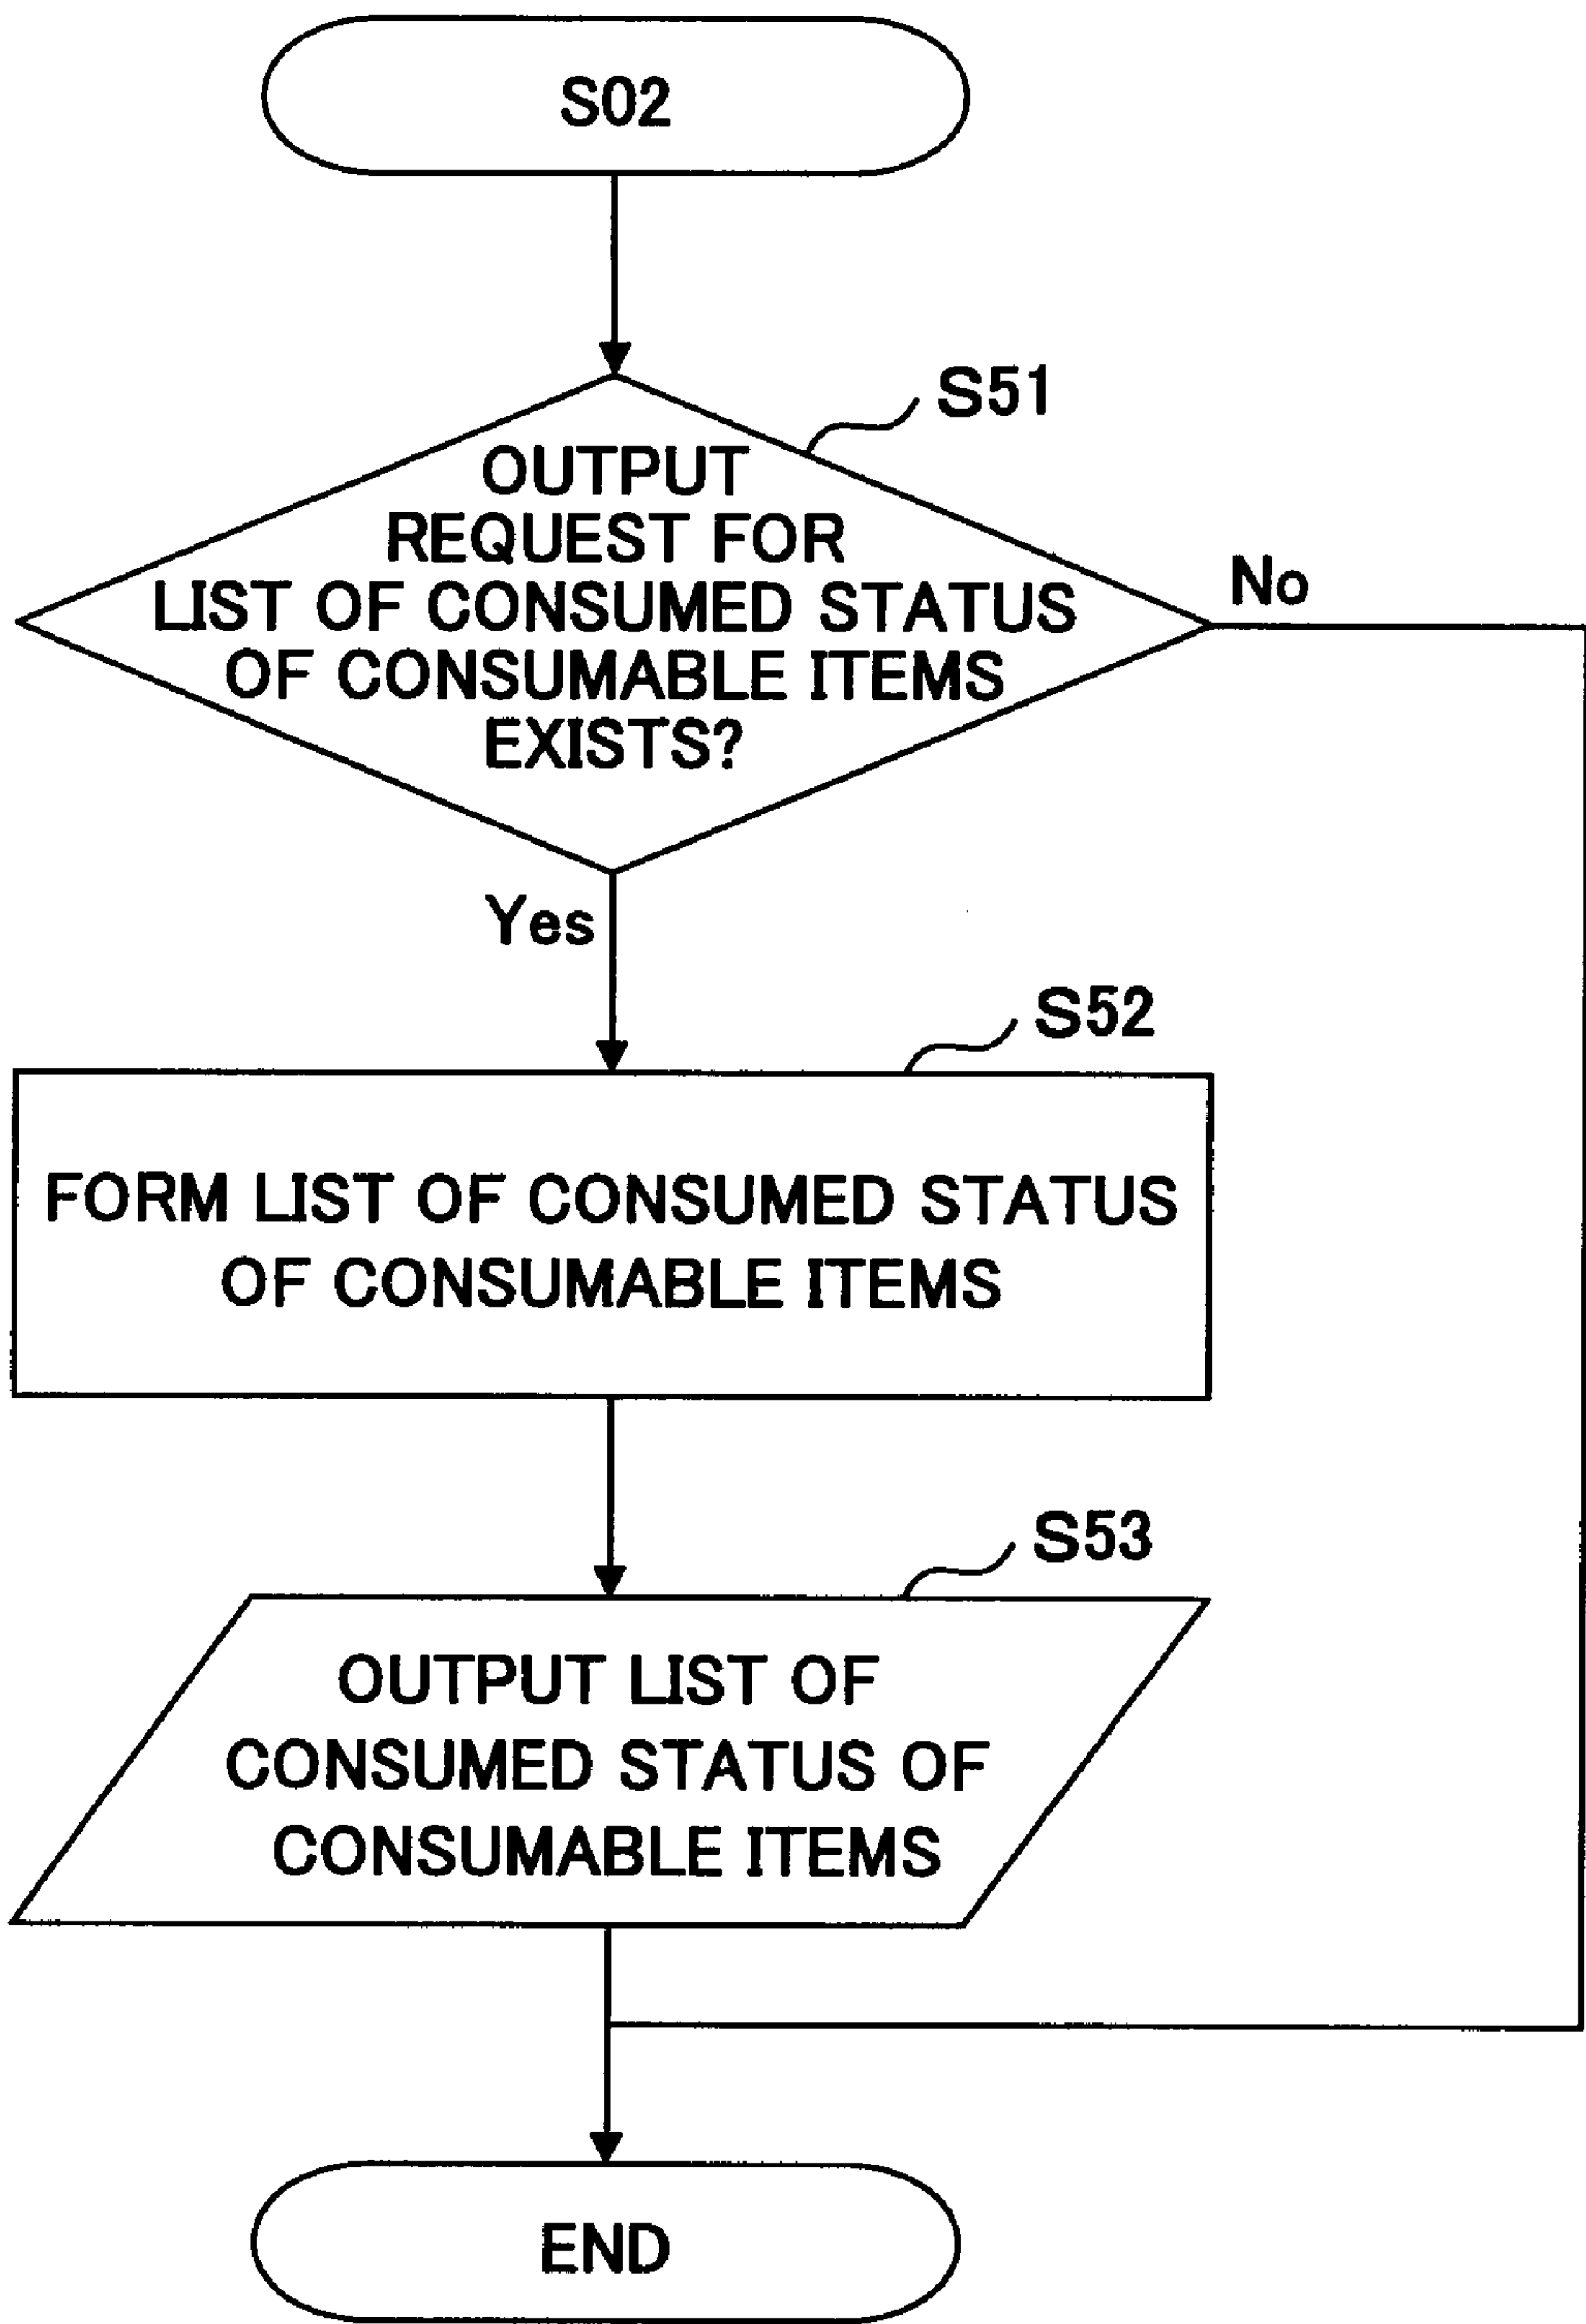 S02
S51
OUTPUT
REQUEST FOR
LIST OF CONSUMED STATUS
OF CONSUMABLE ITEMS
EXISTS?
No
Yes
S52
FORM LIST OF CONSUMED STATUS
OF CONSUMABLE ITEMS
S53
OUTPUT LIST OF
CONSUMED STATUS OF
CONSUMABLE ITEMS
END